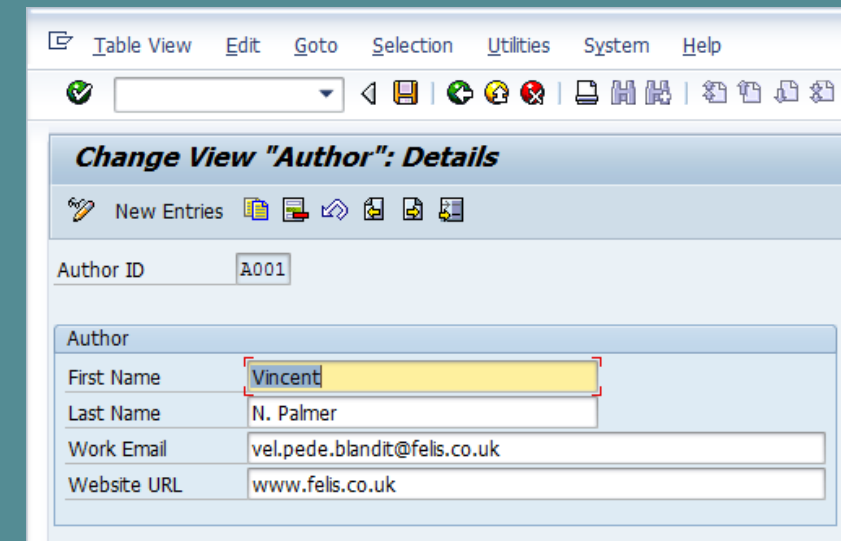 Table View Edit Goto Selection Utilities System Help
Change View "Author": Details
New Entries
Author ID A001
Author
First Name Vincent
Last Name N. Palmer
Work Email vel.pede.blandit@felis.co.uk
Website URL www.felis.co.uk